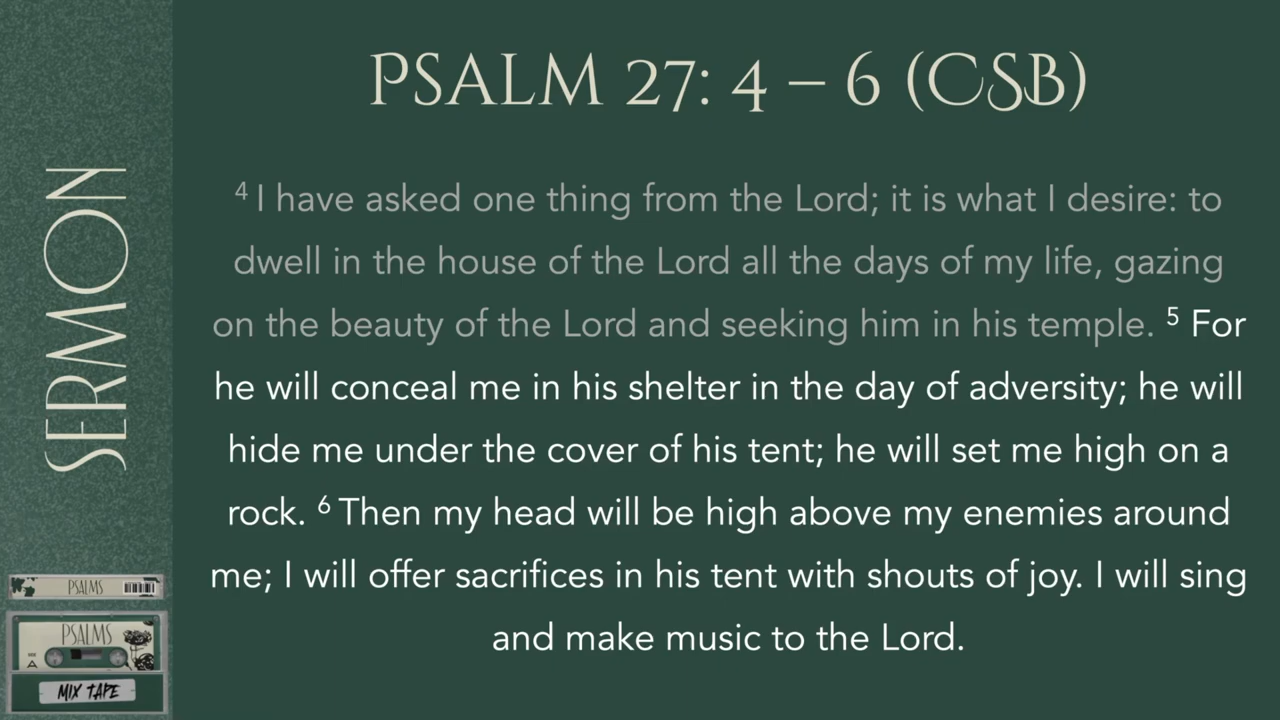 PSALM 27: 4 – 6 (CSB)
⁴ I have asked one thing from the Lord; it is what I desire: to
dwell in the house of the Lord all the days of my life, gazing
on the beauty of the Lord and seeking him in his temple. ⁵ For
he will conceal me in his shelter in the day of adversity; he will
hide me under the cover of his tent; he will set me high on a
rock. ⁶ Then my head will be high above my enemies around
me; I will offer sacrifices in his tent with shouts of joy. I will sing
and make music to the Lord.
SERMON
PSALMS
PSALMS
A
MIX TAPE